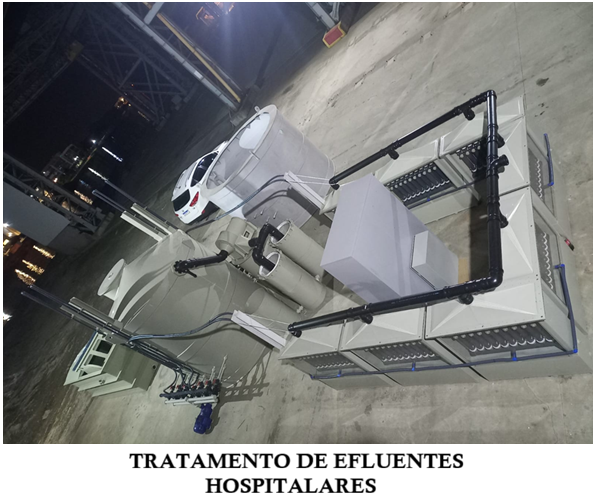 TRATAMENTO DE EFLUENTES
HOSPITALARES